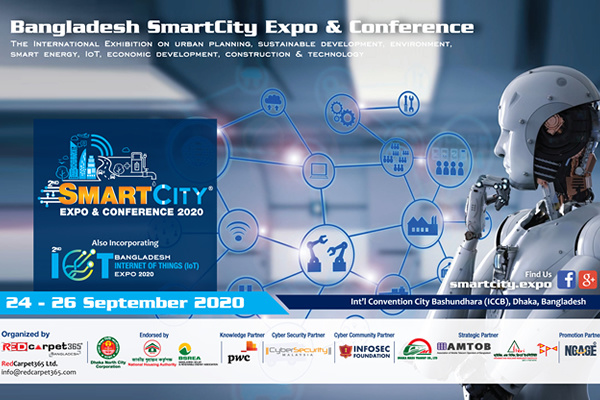 Bangladesh SmartCity Expo & Conference
The International Exhibition on urban planning, sustainable development, environment,
smart energy, IoT, economic development, construction & technology
2ND
SMARTCITY®
EXPO & CONFERENCE 2020
Also Incorporating
2ND
IOT
BANGLADESH
INTERNET OF THINGS (IoT)
EXPO 2020
Find Us
smartcity.expo
24 - 26 September 2020
Int'l Convention City Bashundhara (ICCB), Dhaka, Bangladesh
Organized by
REDcarpet365
BANGLADESH
RedCarpet365 Ltd.
info@redcarpet365.com
Endorsed by
Dhaka North City
Corporation
National Housing Authority
BSREA
Knowledge Partner
pwc
Cyber Security Partner
CyberSecurity
MALAYSIA
Cyber Community Partner
INFOSEC
FOUNDATION
Strategic Partner
AMTOB
Promotion Partner